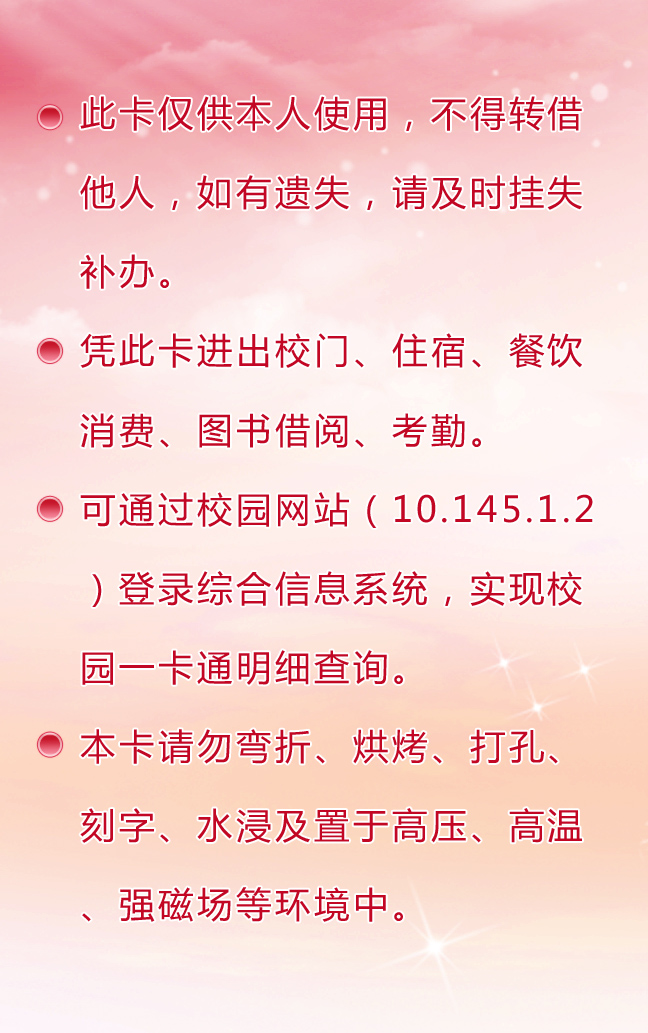 此卡仅供本人使用，不得转借
他人，如有遗失，请及时挂失
补办。
凭此卡进出校门、住宿、餐饮
消费、图书借阅、考勤。
可通过校园网站（10.145.1.2
）登录综合信息系统，实现校
园一卡通明细查询。
本卡请勿弯折、烘烤、打孔、
刻字、水浸及置于高压、高温
、强磁场等环境中。